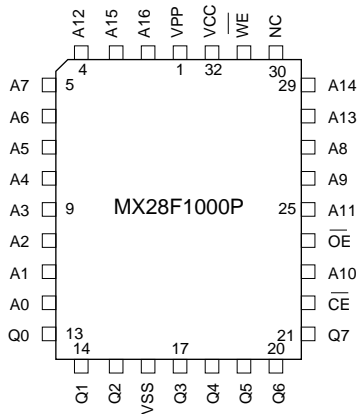 A12 A15 A16 VPP VCC WE NC
4 1 32 30
A7 5 29 A14
A6 A13
A5 A8
A4 A9
A3 9 MX28F1000P 25 A11
A2 OE
A1 A10
A0 CE
Q0 13 21 Q7
14 17 20
Q1 Q2 VSS Q3 Q4 Q5 Q6